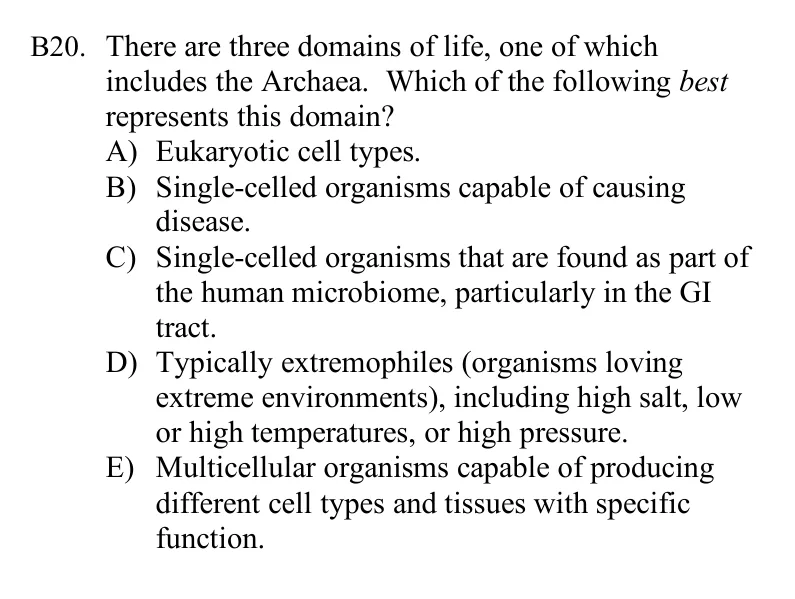 B20. There are three domains of life, one of which
includes the Archaea. Which of the following best
represents this domain?
A) Eukaryotic cell types.
B) Single-celled organisms capable of causing
disease.
C) Single-celled organisms that are found as part of
the human microbiome, particularly in the GI
tract.
D) Typically extremophiles (organisms loving
extreme environments), including high salt, low
or high temperatures, or high pressure.
E) Multicellular organisms capable of producing
different cell types and tissues with specific
function.